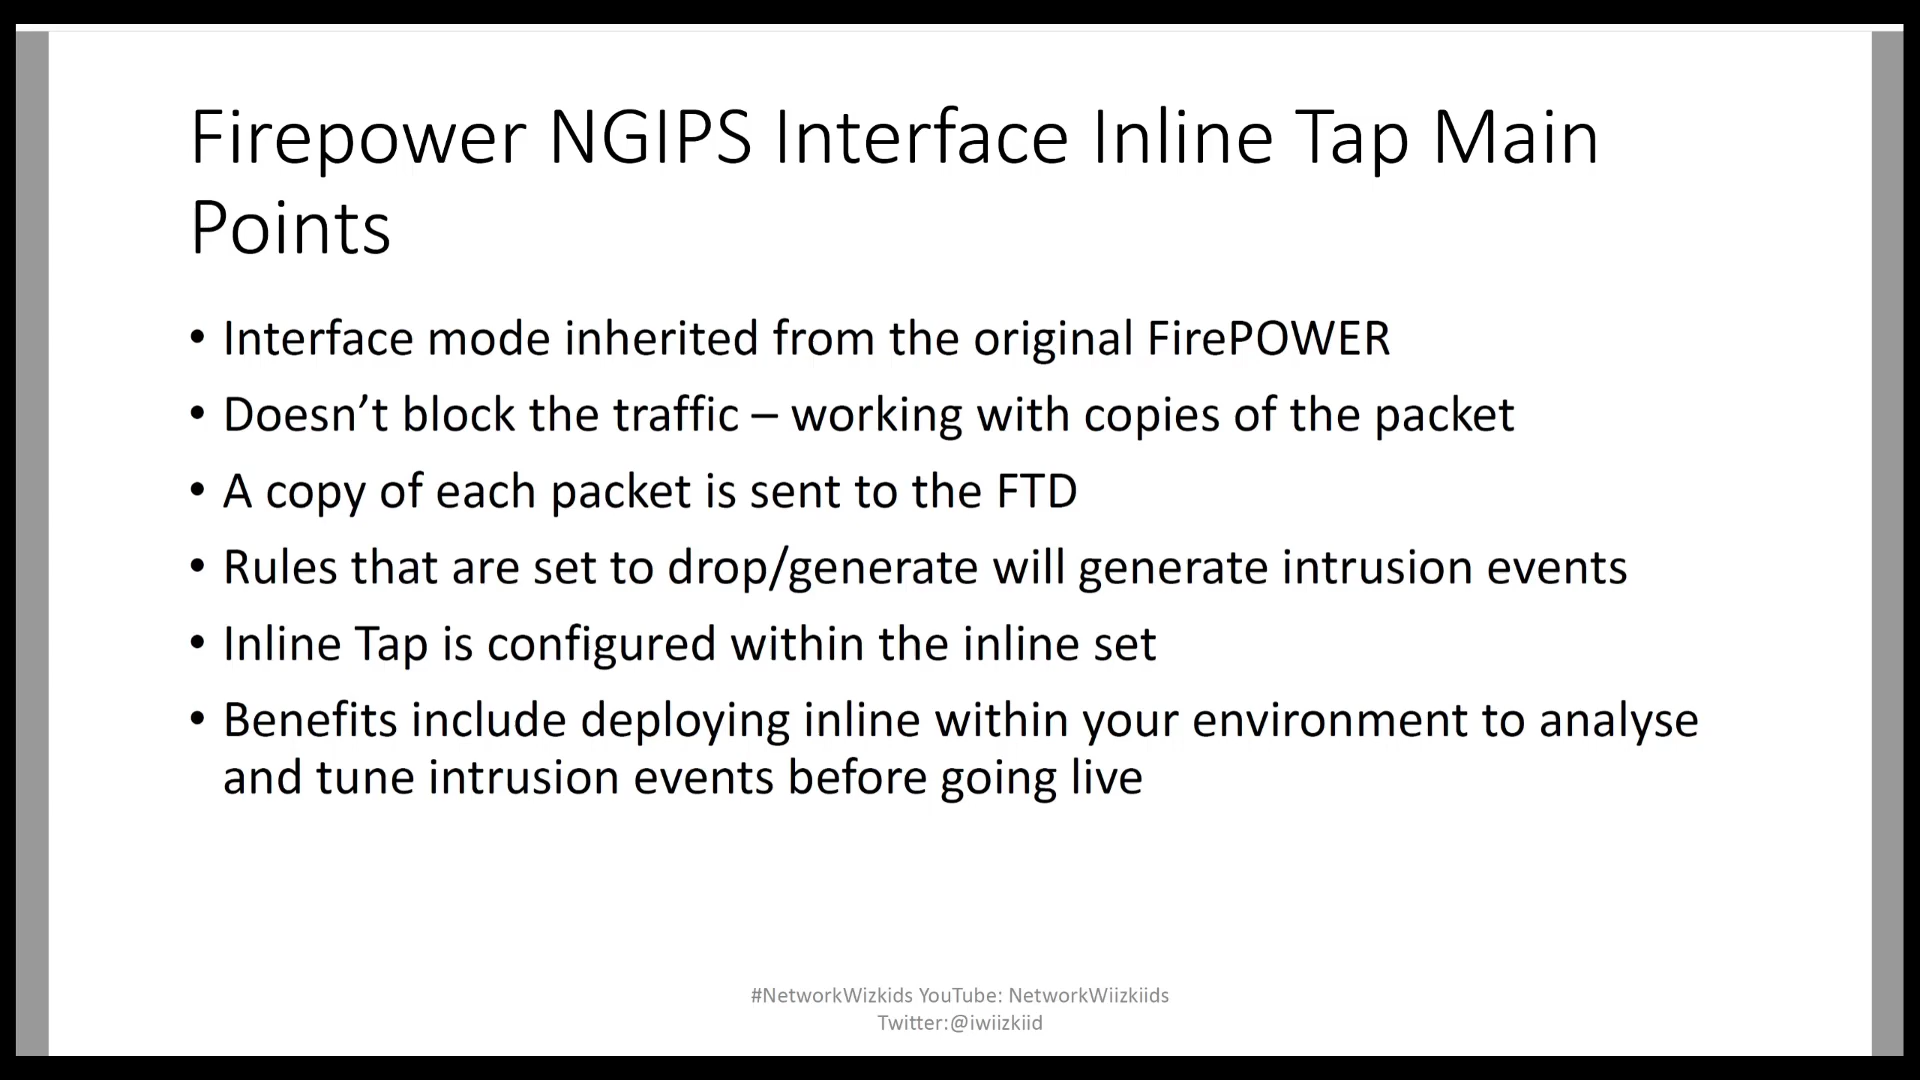 Firepower NGIPS Interface Inline Tap Main
Points
• Interface mode inherited from the original FirePOWER
• Doesn’t block the traffic – working with copies of the packet
• A copy of each packet is sent to the FTD
• Rules that are set to drop/generate will generate intrusion events
• Inline Tap is configured within the inline set
• Benefits include deploying inline within your environment to analyse
and tune intrusion events before going live
#NetworkWizkids YouTube: NetworkWiizkiids
Twitter:@iwiizkiid